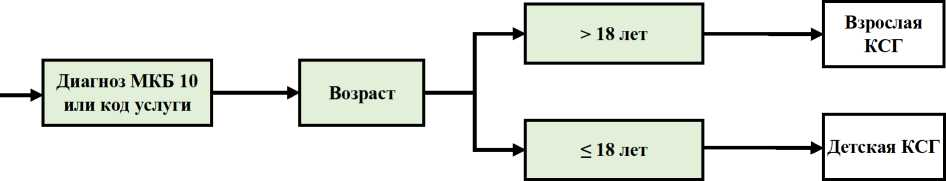 Диагноз МКБ 10
или код услуги
Возраст
> 18 лет
Взрослая
КСГ
≤ 18 лет
Детская КСГ